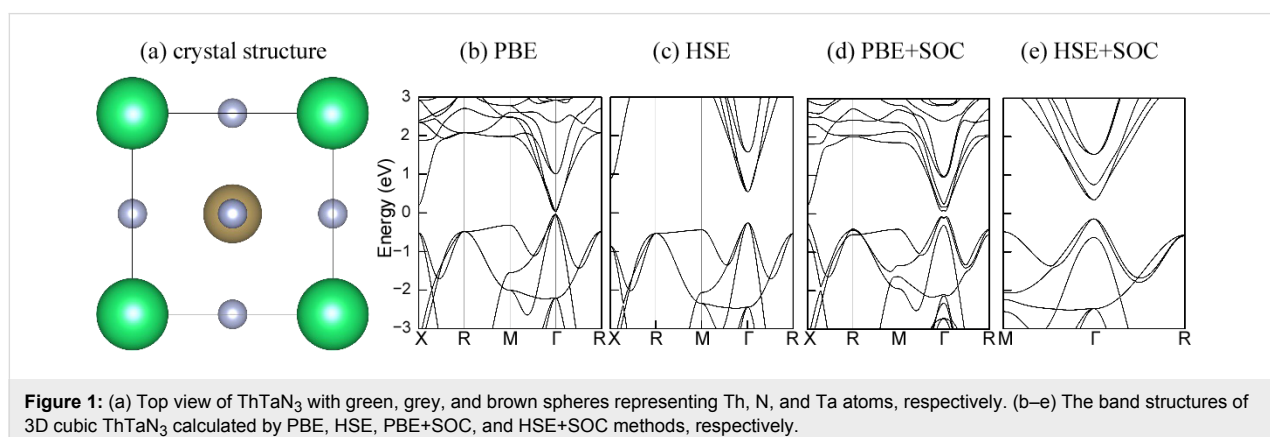 (a) crystal structure
(b) PBE
(c) HSE
(d) PBE+SOC
(e) HSE+SOC
Energy (eV)
3
2
1
0
−1
−2
−3
X R M Γ R
X R M Γ R
X R M Γ R
M Γ R
Figure 1: (a) Top view of ThTaN₃ with green, grey, and brown spheres representing Th, N, and Ta atoms, respectively. (b–e) The band structures of
3D cubic ThTaN₃ calculated by PBE, HSE, PBE+SOC, and HSE+SOC methods, respectively.